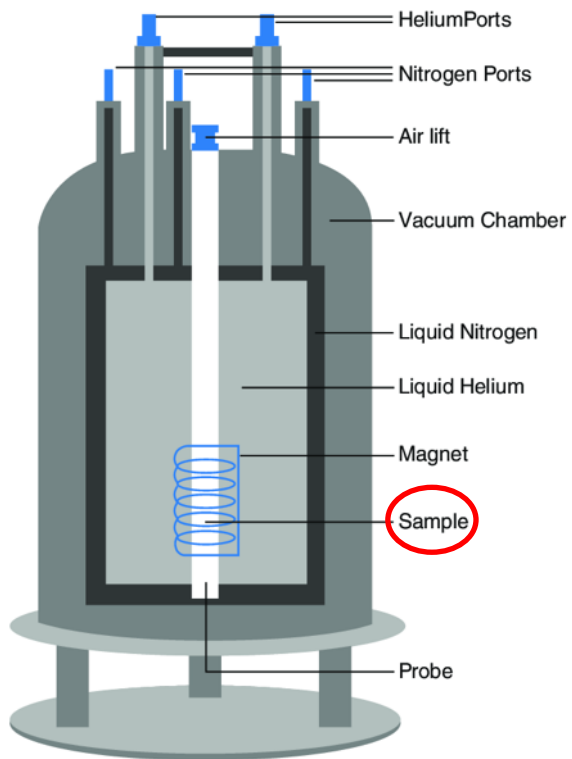 HeliumPorts
Nitrogen Ports
Air lift
Vacuum Chamber
Liquid Nitrogen
Liquid Helium
Magnet
Sample
Probe